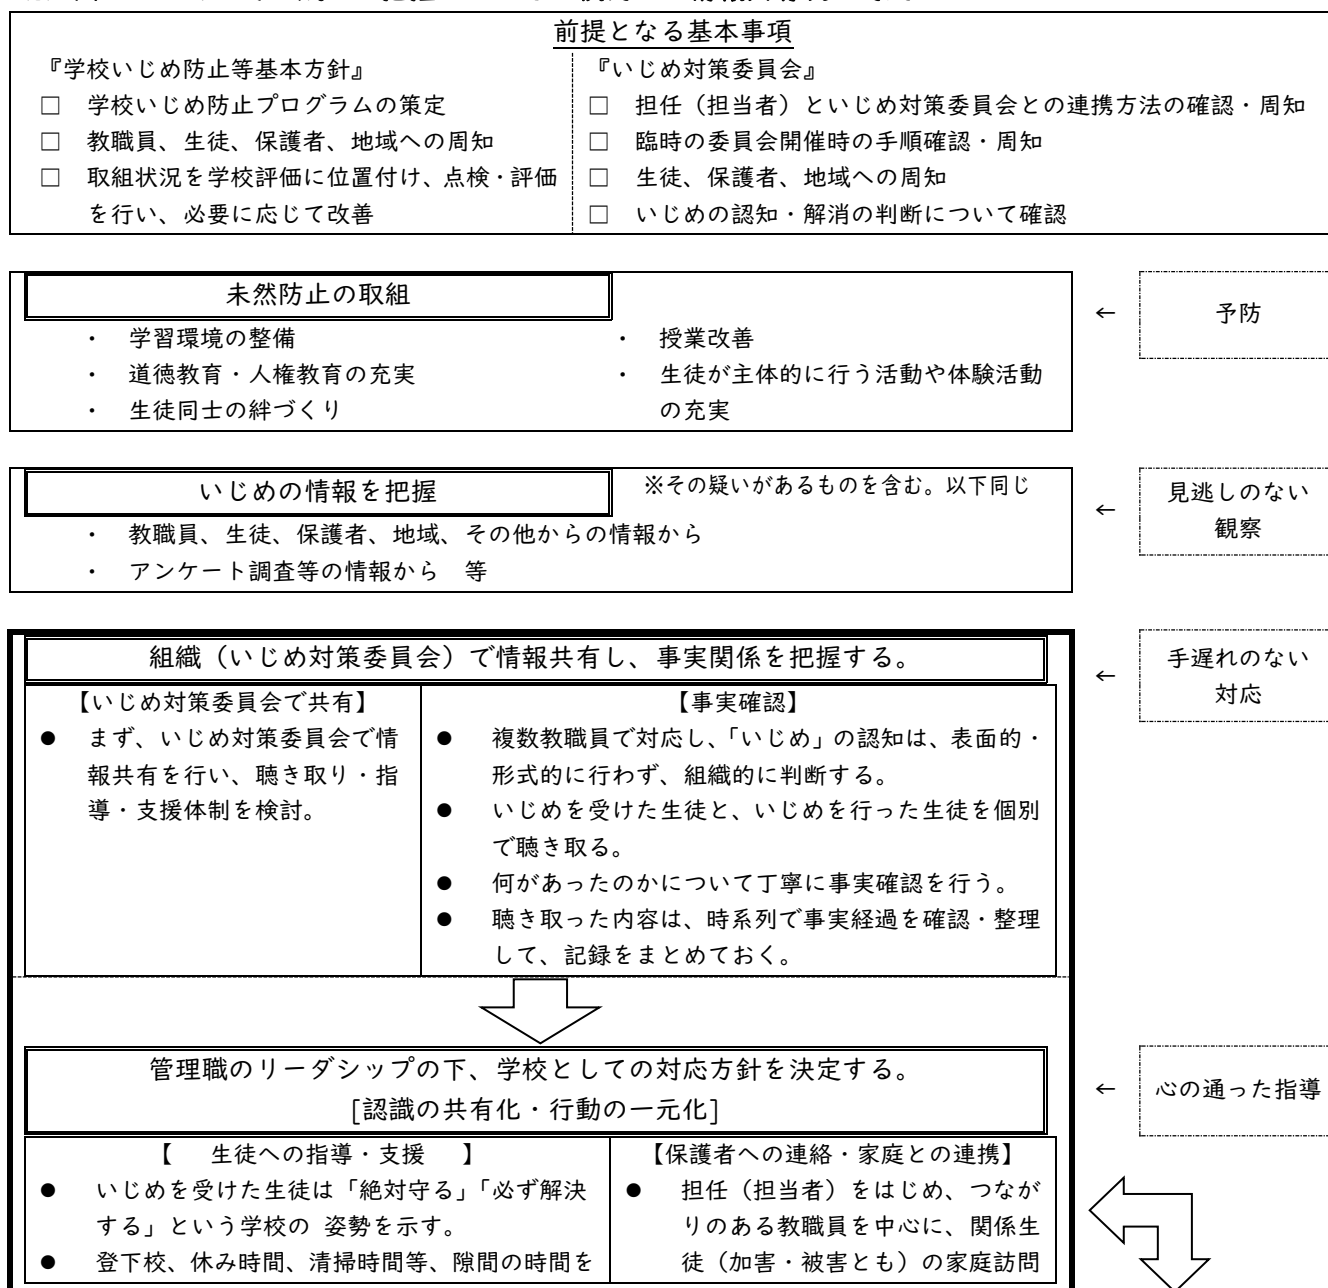 前提となる基本事項
『学校いじめ防止等基本方針』
□ 学校いじめ防止プログラムの策定
□ 教職員、生徒、保護者、地域への周知
□ 取組状況を学校評価に位置付け、点検・評価
を行い、必要に応じて改善
『いじめ対策委員会』
□ 担任（担当者）といじめ対策委員会との連携方法の確認・周知
□ 臨時の委員会開催時の手順確認・周知
□ 生徒、保護者、地域への周知
□ いじめの認知・解消の判断について確認
未然防止の取組
・ 学習環境の整備
・ 道徳教育・人権教育の充実
・ 生徒同士の絆づくり
・ 授業改善
・ 生徒が主体的に行う活動や体験活動
の充実
← 予防
いじめの情報を把握
※その疑いがあるものを含む。以下同じ
・ 教職員、生徒、保護者、地域、その他からの情報から
・ アンケート調査等の情報から 等
← 見逃しのない
観察
組織（いじめ対策委員会）で情報共有し、事実関係を把握する。
← 手遅れのない
対応
【いじめ対策委員会で共有】
● まず、いじめ対策委員会で情
報共有を行い、聴き取り・指
導・支援体制を検討。
【事実確認】
● 複数教職員で対応し、「いじめ」の認知は、表面的・
形式的に行わず、組織的に判断する。
● いじめを受けた生徒と、いじめを行った生徒を個別
で聴き取る。
● 何があったのかについて丁寧に事実確認を行う。
● 聴き取った内容は、時系列で事実経過を確認・整理
して、記録をまとめておく。
管理職のリーダシップの下、学校としての対応方針を決定する。
[認識の共有化・行動の一元化]
← 心の通った指導
【 生徒への指導・支援 】
● いじめを受けた生徒は「絶対守る」「必ず解決
する」という学校の 姿勢を示す。
● 登下校、休み時間、清掃時間等、隙間の時間を
【保護者への連絡・家庭との連携】
● 担任（担当者）をはじめ、つなが
りのある教職員を中心に、関係生
徒（加害・被害とも）の家庭訪問